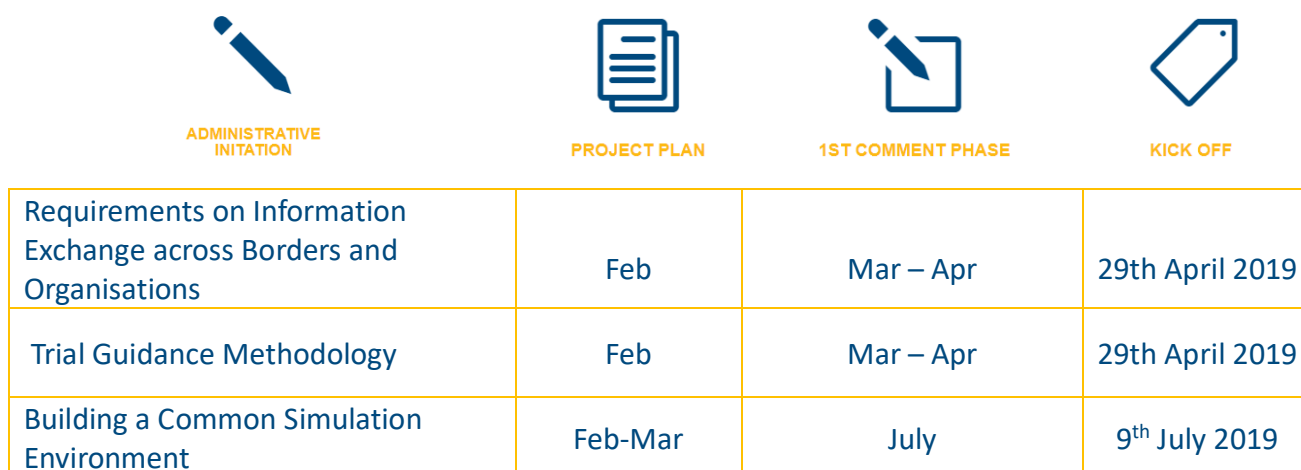 ADMINISTRATIVE
INITATION
PROJECT PLAN
1ST COMMENT PHASE
KICK OFF
Requirements on Information
Exchange across Borders and
Organisations
Feb
Mar – Apr
29th April 2019
Trial Guidance Methodology
Feb
Mar – Apr
29th April 2019
Building a Common Simulation
Environment
Feb-Mar
July
9th July 2019